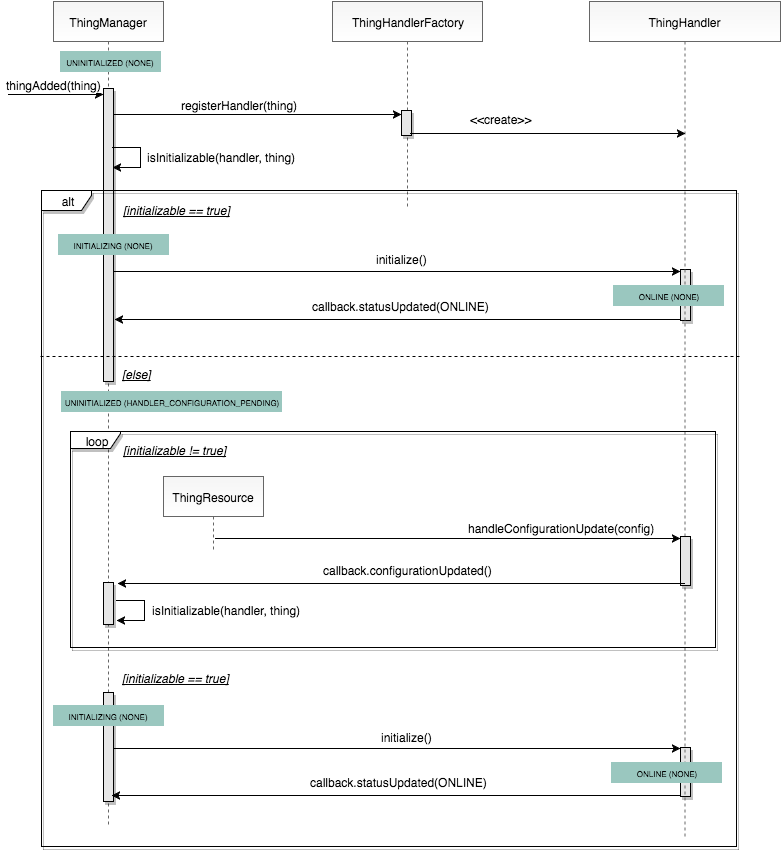 ThingManager
ThingHandlerFactory
ThingHandler
UNINITIALIZED (NONE)
thingAdded(thing)
registerHandler(thing)
<<create>>
isInitializable(handler, thing)
alt
[initializable == true]
INITIALIZING (NONE)
initialize()
ONLINE (NONE)
callback.statusUpdated(ONLINE)
[else]
UNINITIALIZED (HANDLER_CONFIGURATION_PENDING)
loop
[initializable != true]
ThingResource
handleConfigurationUpdate(config)
callback.configurationUpdated()
isInitializable(handler, thing)
[initializable == true]
INITIALIZING (NONE)
initialize()
ONLINE (NONE)
callback.statusUpdated(ONLINE)